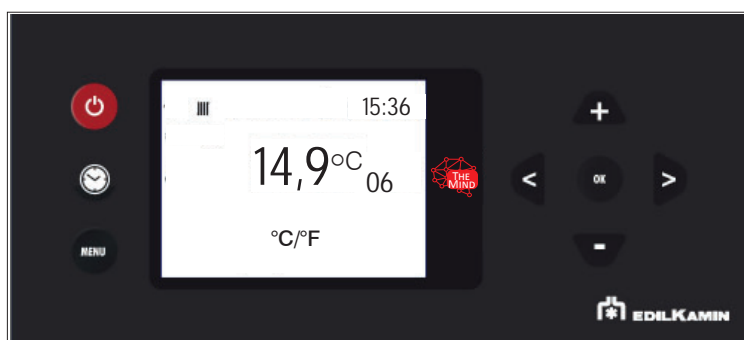 15:36
14,9°C
06
THE
MIND
°C/°F
MENU
+
<
OK
>
-
EDILKAMIN